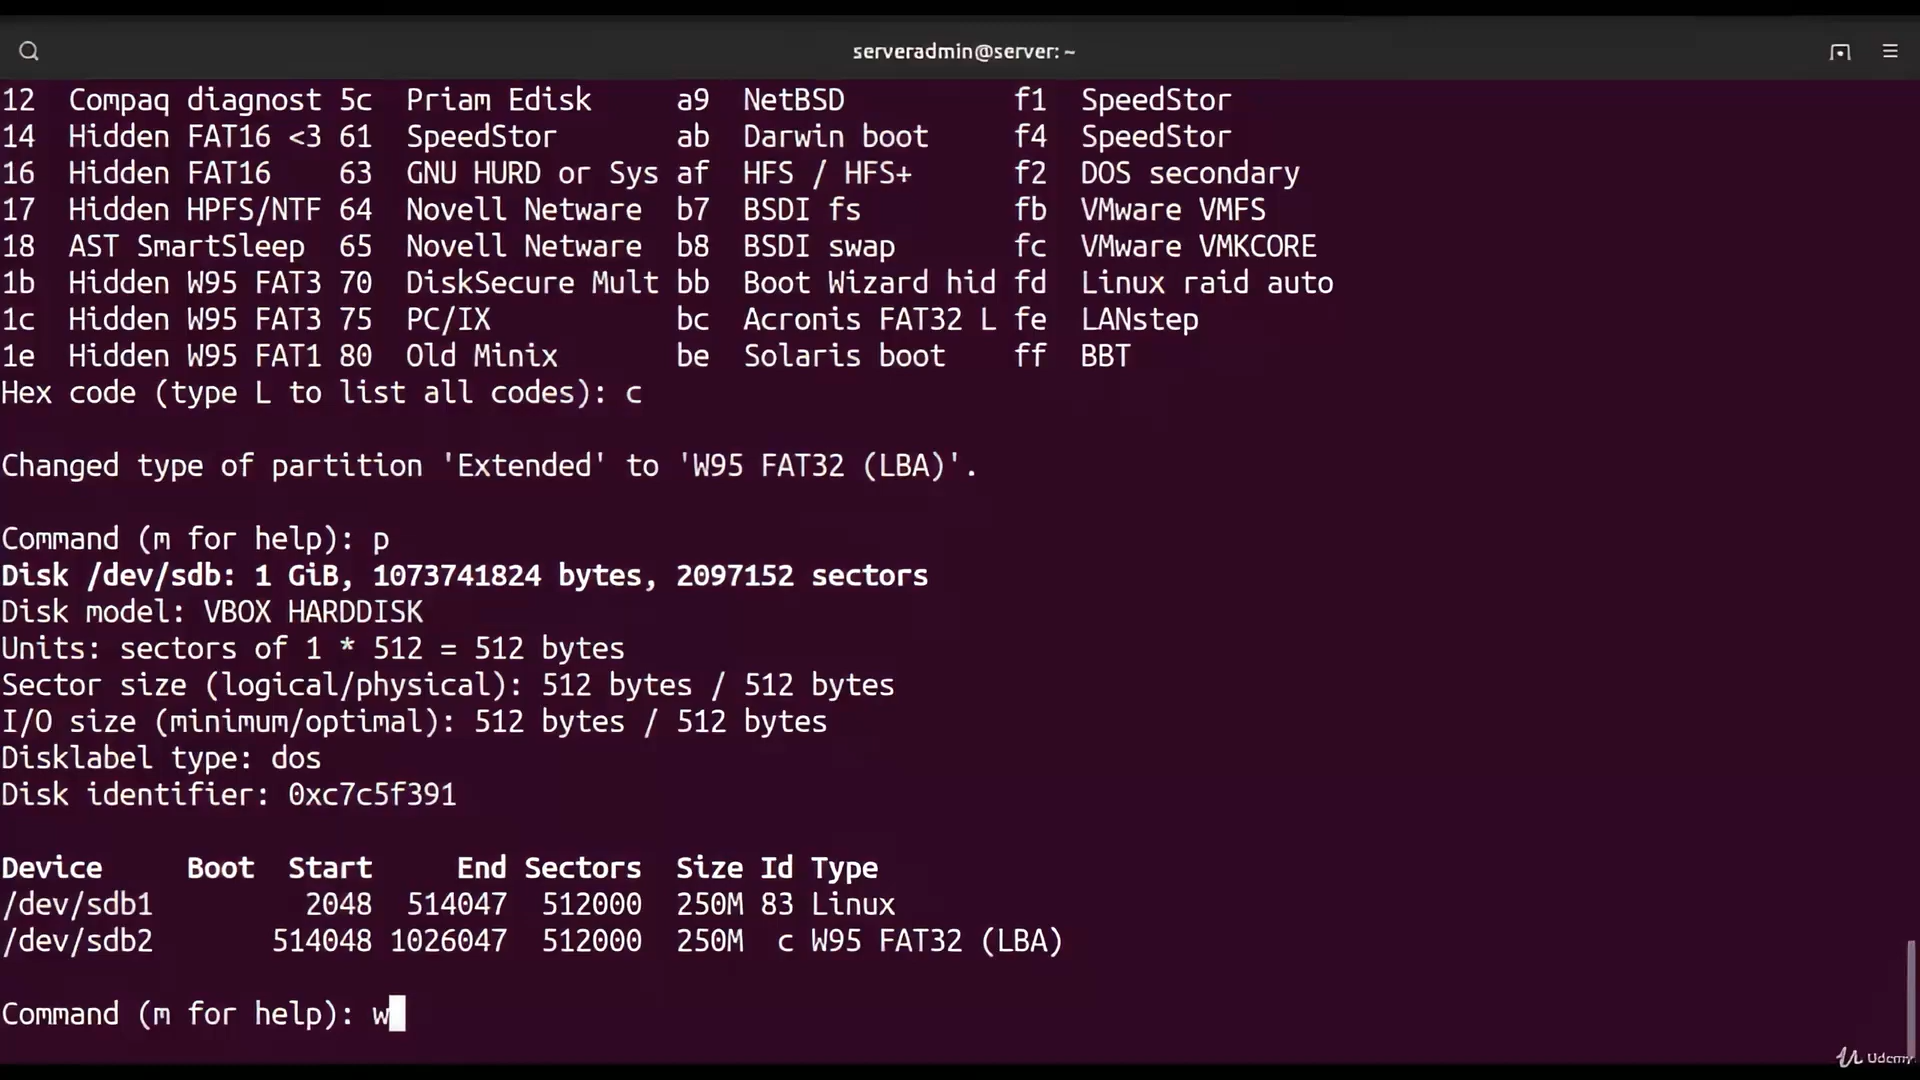 serveradmin@server: ~
12  Compaq diagnost 5c  Priam Edisk     a9  NetBSD          f1  SpeedStor
14  Hidden FAT16 <3 61  SpeedStor       ab  Darwin boot     f4  SpeedStor
16  Hidden FAT16    63  GNU HURD or Sys af  HFS / HFS+      f2  DOS secondary
17  Hidden HPFS/NTF 64  Novell Netware  b7  BSDI fs         fb  VMware VMFS
18  AST SmartSleep  65  Novell Netware  b8  BSDI swap       fc  VMware VMKCORE
1b  Hidden W95 FAT3 70  DiskSecure Mult bb  Boot Wizard hid fd  Linux raid auto
1c  Hidden W95 FAT3 75  PC/IX           bc  Acronis FAT32 L fe  LANstep
1e  Hidden W95 FAT1 80  Old Minix       be  Solaris boot    ff  BBT
Hex code (type L to list all codes): c
Changed type of partition 'Extended' to 'W95 FAT32 (LBA)'.
Command (m for help): p
Disk /dev/sdb: 1 GiB, 1073741824 bytes, 2097152 sectors
Disk model: VBOX HARDDISK
Units: sectors of 1 * 512 = 512 bytes
Sector size (logical/physical): 512 bytes / 512 bytes
I/O size (minimum/optimal): 512 bytes / 512 bytes
Disklabel type: dos
Disk identifier: 0xc7c5f391
Device     Boot  Start     End Sectors  Size Id Type
/dev/sdb1         2048  514047  512000  250M 83 Linux
/dev/sdb2       514048 1026047  512000  250M  c W95 FAT32 (LBA)
Command (m for help): w
Udemy